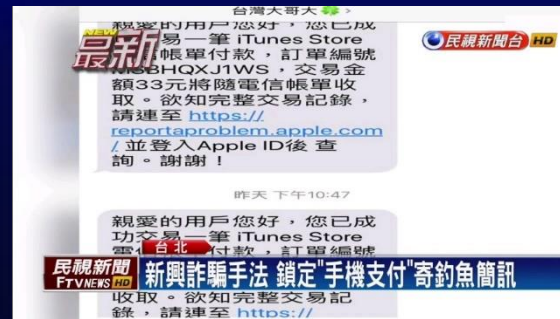 台灣大哥大🍀
最新 NEW
民視新聞台 HD
親愛的用戶您好，您已成
易一筆 iTunes Store
帳單付款，訂單編號
BHQXJ1WS，交易金
額33元將隨電信帳單收
取。欲知完整交易記錄，
請連至 https://
reportaproblem.apple.com
/ 並登入Apple ID後 查
詢。謝謝！
昨天 下午10:47
親愛的用戶您好，您已成
功交易一筆 iTunes Store
付款，訂單編號
台北
民視新聞
FTVNEWS HD
新興詐騙手法 鎖定"手機支付"寄釣魚簡訊
收取。欲知完整交易記
錄，請連至 https://